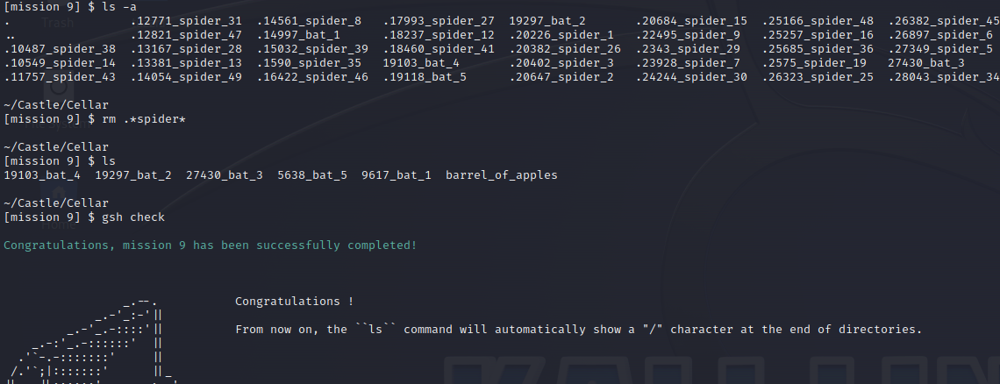 [mission 9] $ ls -a
.                 .12771_spider_31  .14561_spider_8   .17993_spider_27  19297_bat_2       .20684_spider_15  .25166_spider_48  .26382_spider_45
..                .12821_spider_47  .14997_bat_1      .18237_spider_12  .20226_spider_1   .22495_spider_9   .25257_spider_16  .26897_spider_6
.10487_spider_38  .13167_spider_28  .15032_spider_39  .18460_spider_41  .20382_spider_26  .2343_spider_29   .25685_spider_36  .27349_spider_5
.10549_spider_14  .13381_spider_13  .1590_spider_35   19103_bat_4       .20402_spider_3   .23928_spider_7   .2575_spider_19   27430_bat_3
.11757_spider_43  .14054_spider_49  .16422_spider_46  .19118_bat_5      .20647_spider_2   .24244_spider_30  .26323_spider_25  .28043_spider_34
~/Castle/Cellar
[mission 9] $ rm .*spider*
~/Castle/Cellar
[mission 9] $ ls
19103_bat_4  19297_bat_2  27430_bat_3  5638_bat_5  9617_bat_1  barrel_of_apples
~/Castle/Cellar
[mission 9] $ gsh check
Congratulations, mission 9 has been successfully completed!
Congratulations !
From now on, the ``ls`` command will automatically show a "/" character at the end of directories.